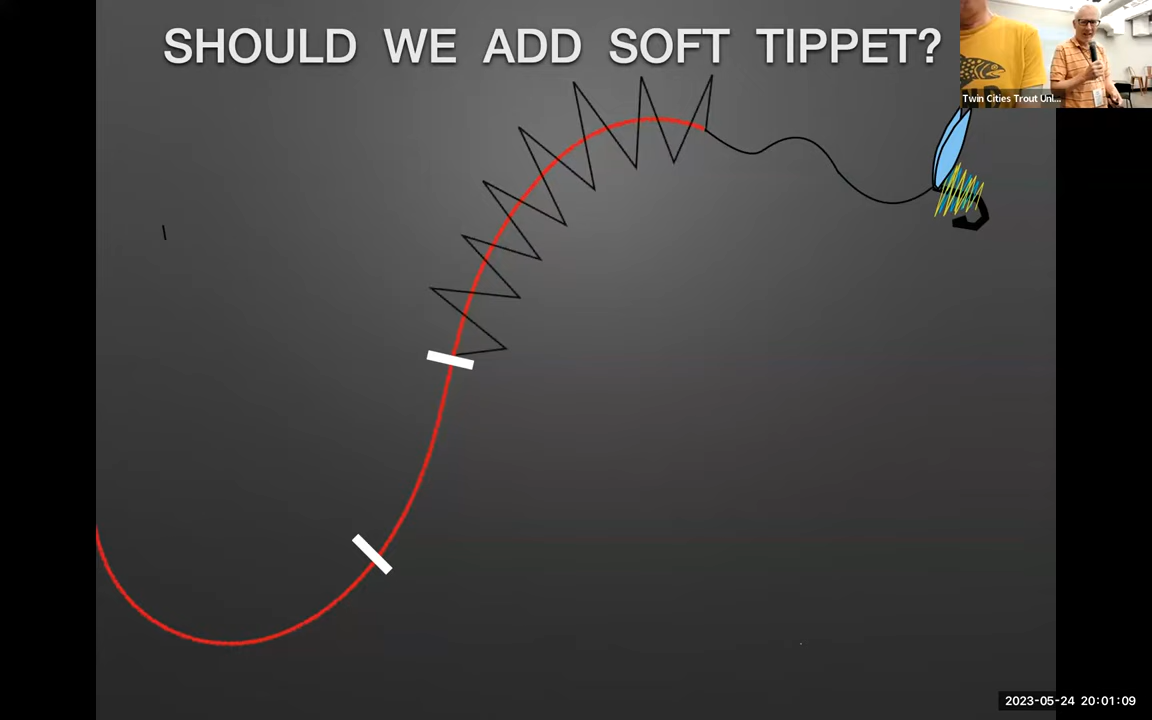 SHOULD WE ADD SOFT TIPPET?
Twin Cities Trout Unl...
2023-05-24 20:01:09